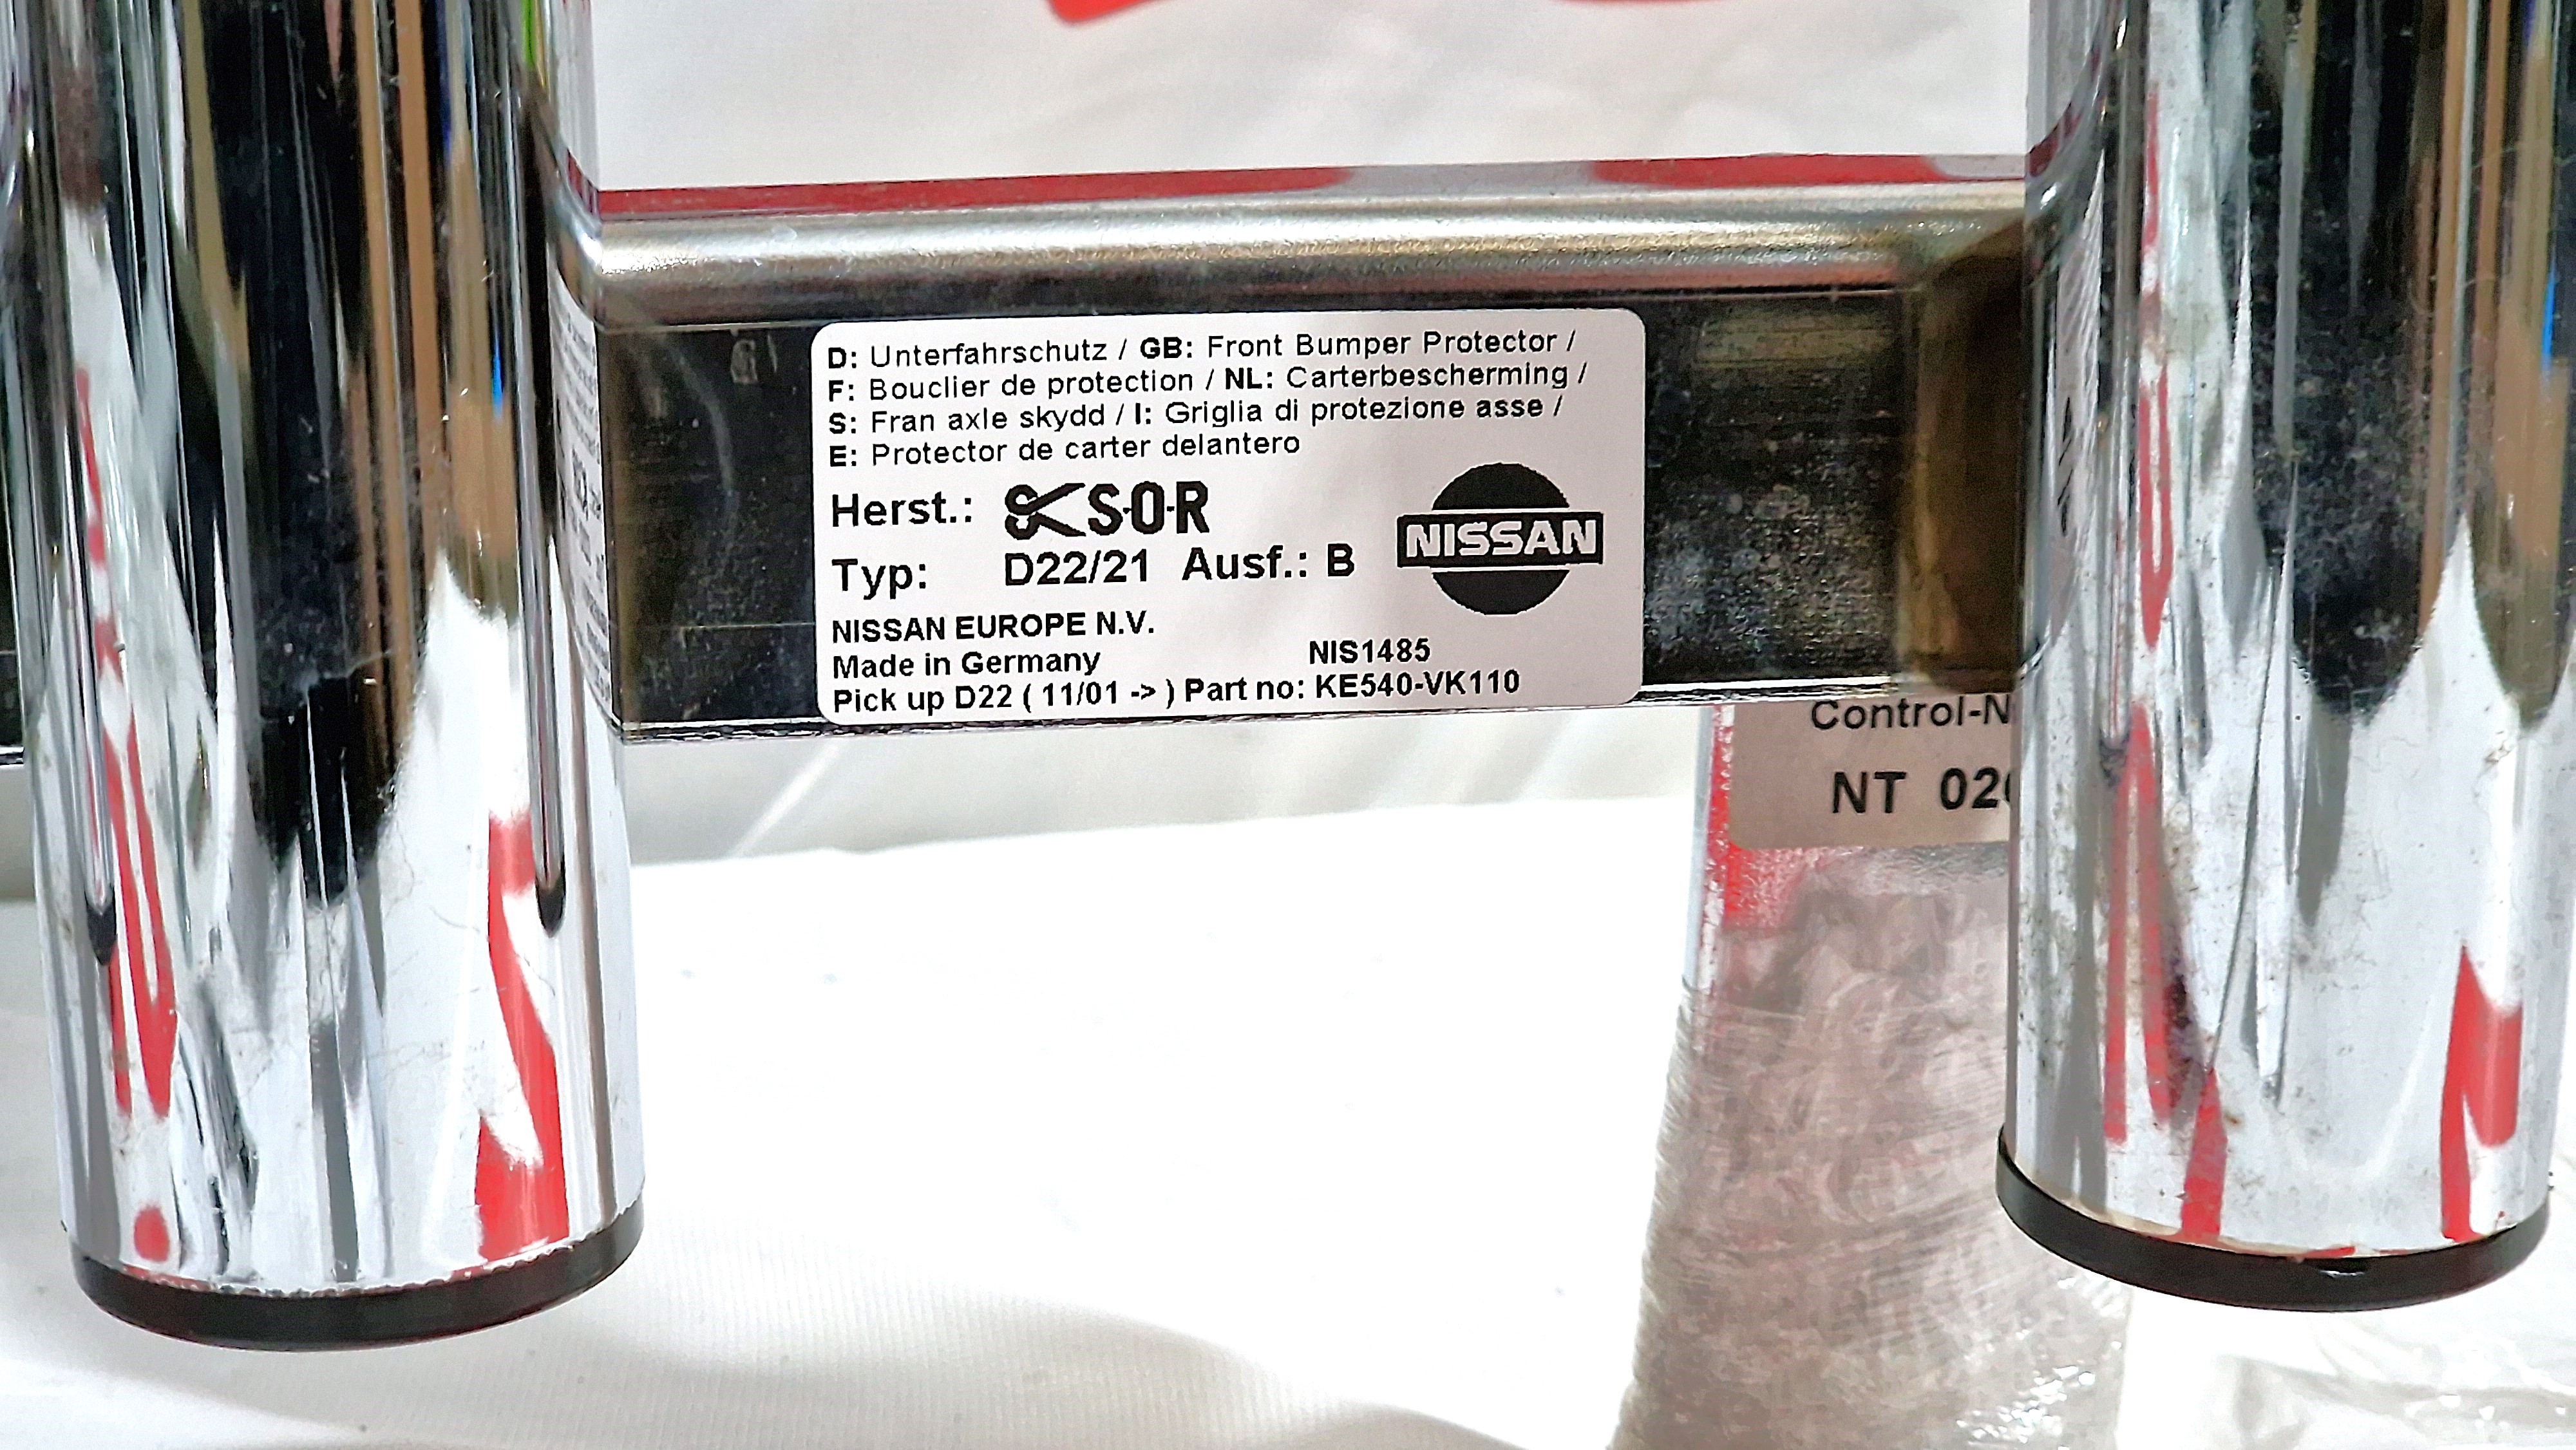 D: Unterfahrschutz / GB: Front Bumper Protector /
F: Bouclier de protection / NL: Carterbescherming /
S: Fran axle skydd / I: Griglia di protezione asse /
E: Protector de carter delantero
Herst.: S·O·R
Typ: D22/21 Ausf.: B
NISSAN
NISSAN EUROPE N.V.
Made in Germany NIS1485
Pick up D22 ( 11/01 -> ) Part no: KE540-VK110
Control-N
NT 02